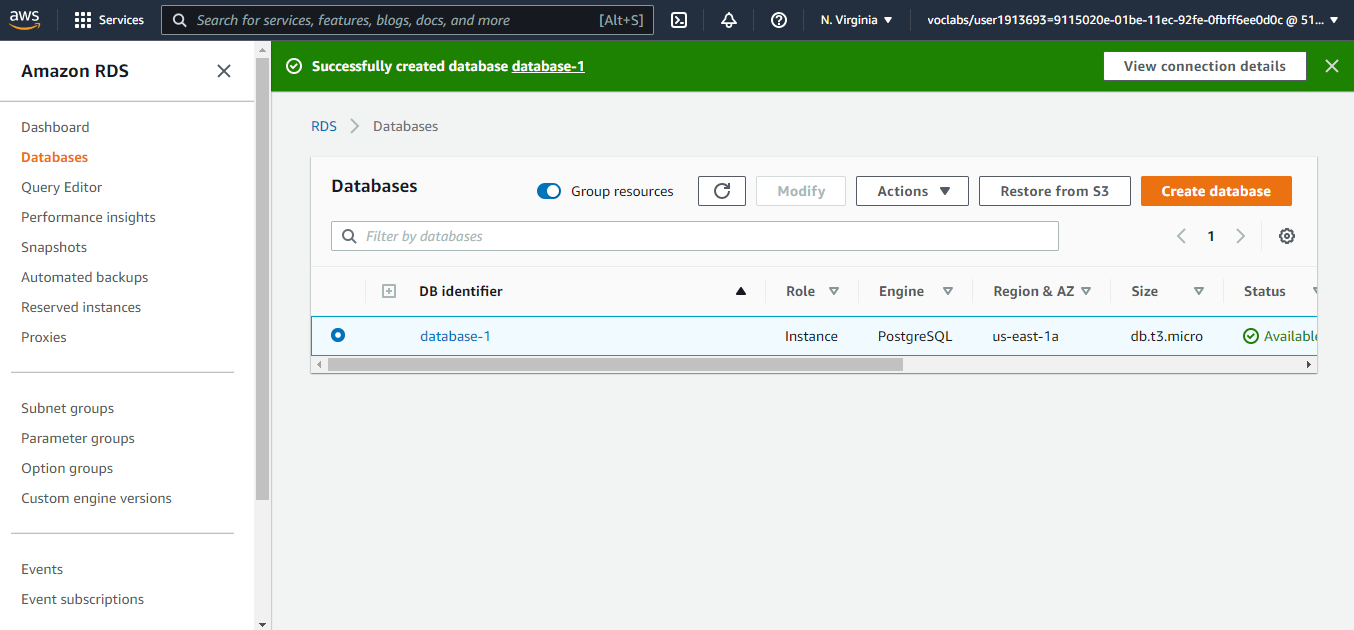 aws Services Search for services, features, blogs, docs, and more [Alt+S] N. Virginia voclabs/user1913693=9115020e-01be-11ec-92fe-0fbff6ee0d0c @ 51...
Amazon RDS
Dashboard
Databases
Query Editor
Performance insights
Snapshots
Automated backups
Reserved instances
Proxies
Subnet groups
Parameter groups
Option groups
Custom engine versions
Events
Event subscriptions
Successfully created database database-1 View connection details
RDS Databases
Databases Group resources Modify Actions Restore from S3 Create database
Filter by databases 1
DB identifier Role Engine Region & AZ Size Status
database-1 Instance PostgreSQL us-east-1a db.t3.micro Available